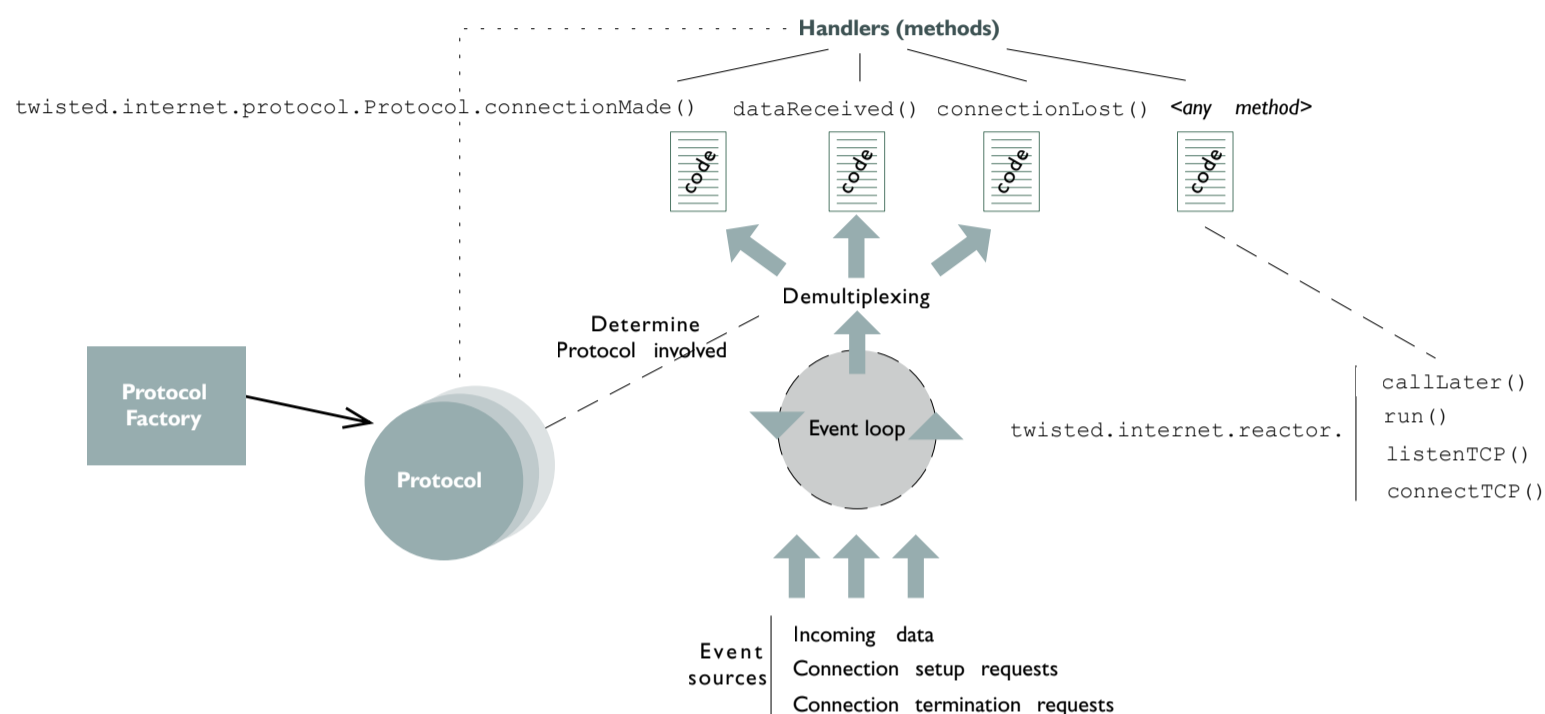 Handlers (methods)
twisted.internet.protocol.Protocol.connectionMade() dataReceived() connectionLost() <any method>
code code code code
Demultiplexing
Determine
Protocol involved
Protocol
Factory
Protocol
Event loop
twisted.internet.reactor.
callLater()
run()
listenTCP()
connectTCP()
Event
sources
Incoming data
Connection setup requests
Connection termination requests